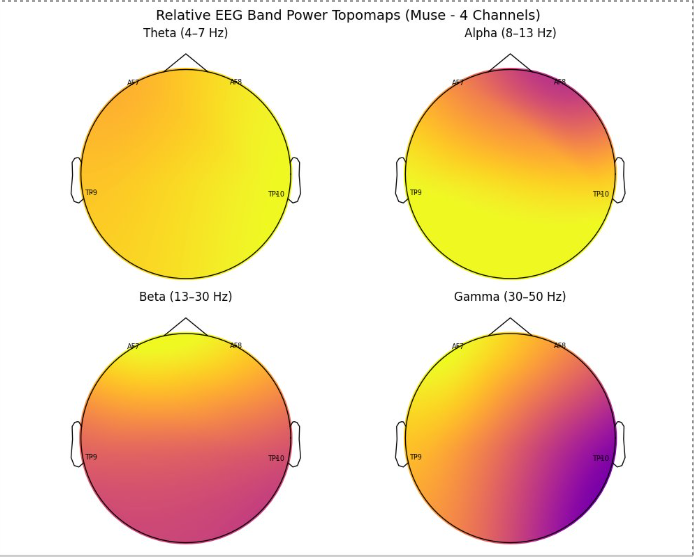 Relative EEG Band Power Topomaps (Muse - 4 Channels)
Theta (4–7 Hz)
Alpha (8–13 Hz)
AF7
AF8
AF7
AF8
TP9
TP10
TP9
TP10
Beta (13–30 Hz)
Gamma (30–50 Hz)
AF7
AF8
AF7
AF8
TP9
TP10
TP9
TP10